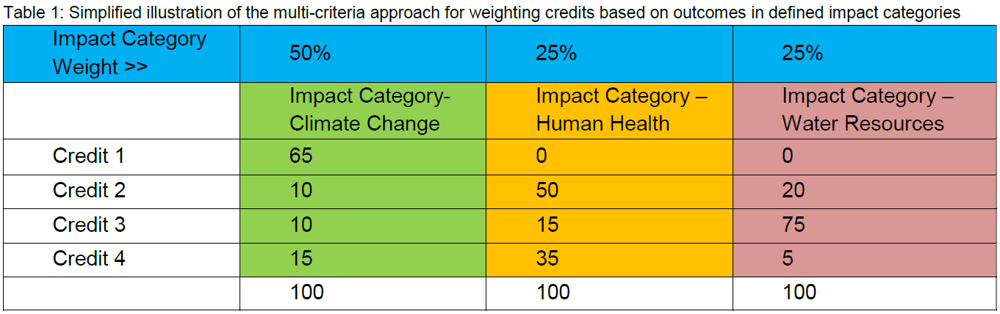 Table 1: Simplified illustration of the multi-criteria approach for weighting credits based on outcomes in defined impact categories
Impact Category Weight >> 50% 25% 25%
Impact Category- Climate Change Impact Category – Human Health Impact Category – Water Resources
Credit 1 65 0 0
Credit 2 10 50 20
Credit 3 10 15 75
Credit 4 15 35 5
100 100 100